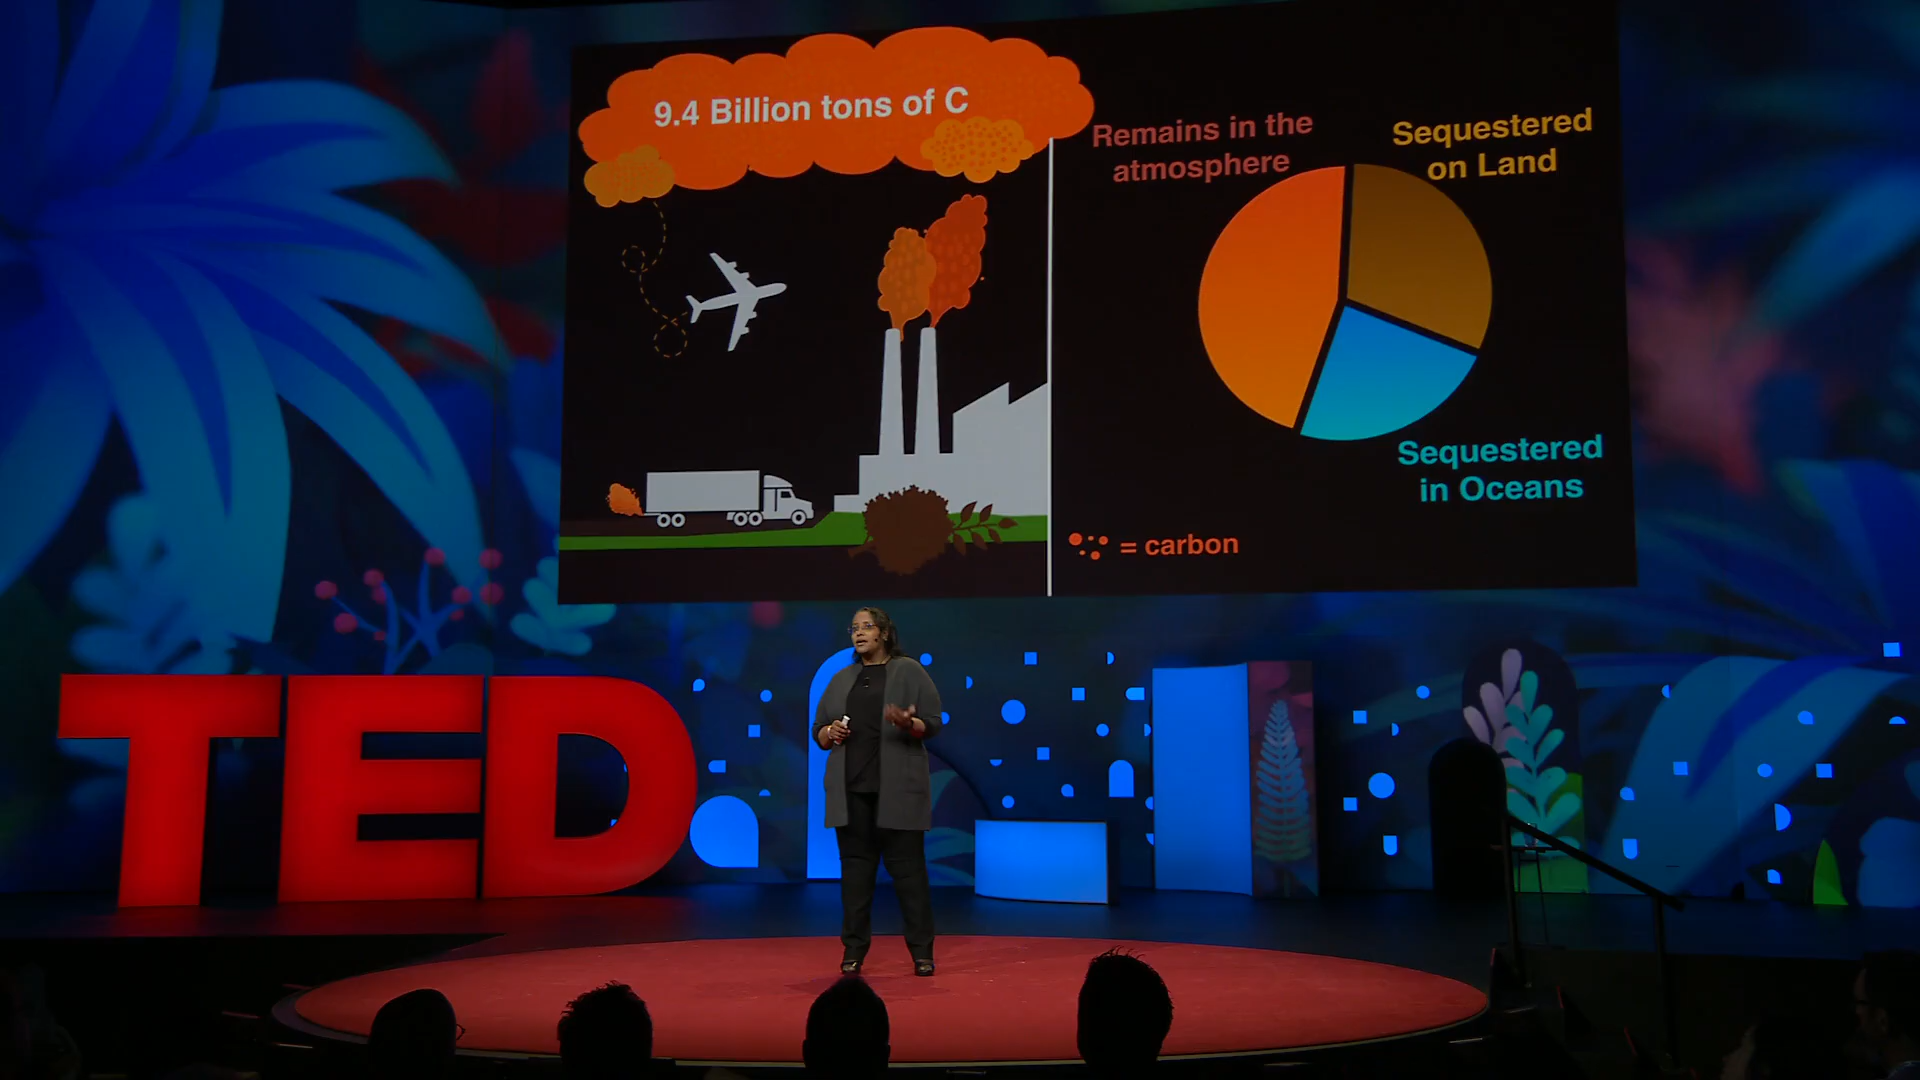 9.4 Billion tons of C
Remains in the
atmosphere
Sequestered
on Land
Sequestered
in Oceans
= carbon
TED